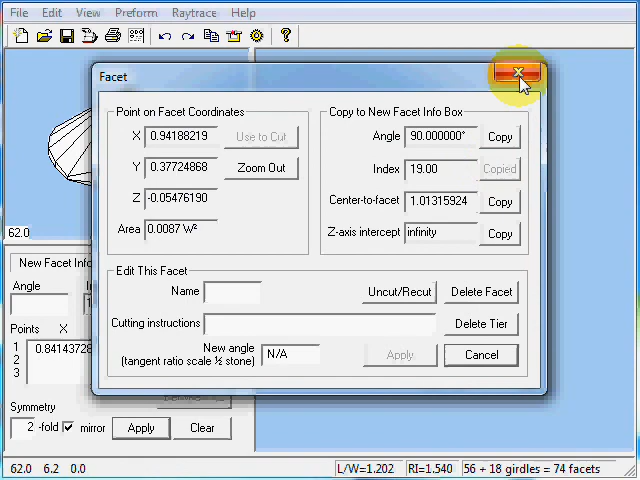 File Edit View Preform Raytrace Help
Facet
Point on Facet Coordinates
X 0.94188219 Use to Cut
Y 0.37724868 Zoom Out
Z -0.05476190
Area 0.0087 W²
Copy to New Facet Info Box
Angle 90.000000° Copy
Index 19.00 Copied
Center-to-facet 1.01315924 Copy
Z-axis intercept infinity Copy
Edit This Facet
Name Uncut/Recut Delete Facet
Cutting instructions Delete Tier
New angle
(tangent ratio scale ½ stone) N/A Apply Cancel
62.0
New Facet Info
Angle
Points X
1 0.84143728
2
3
Symmetry
2 -fold mirror Apply Clear
62.0 6.2 0.0 L/W=1.202 RI=1.540 56 + 18 girdles = 74 facets